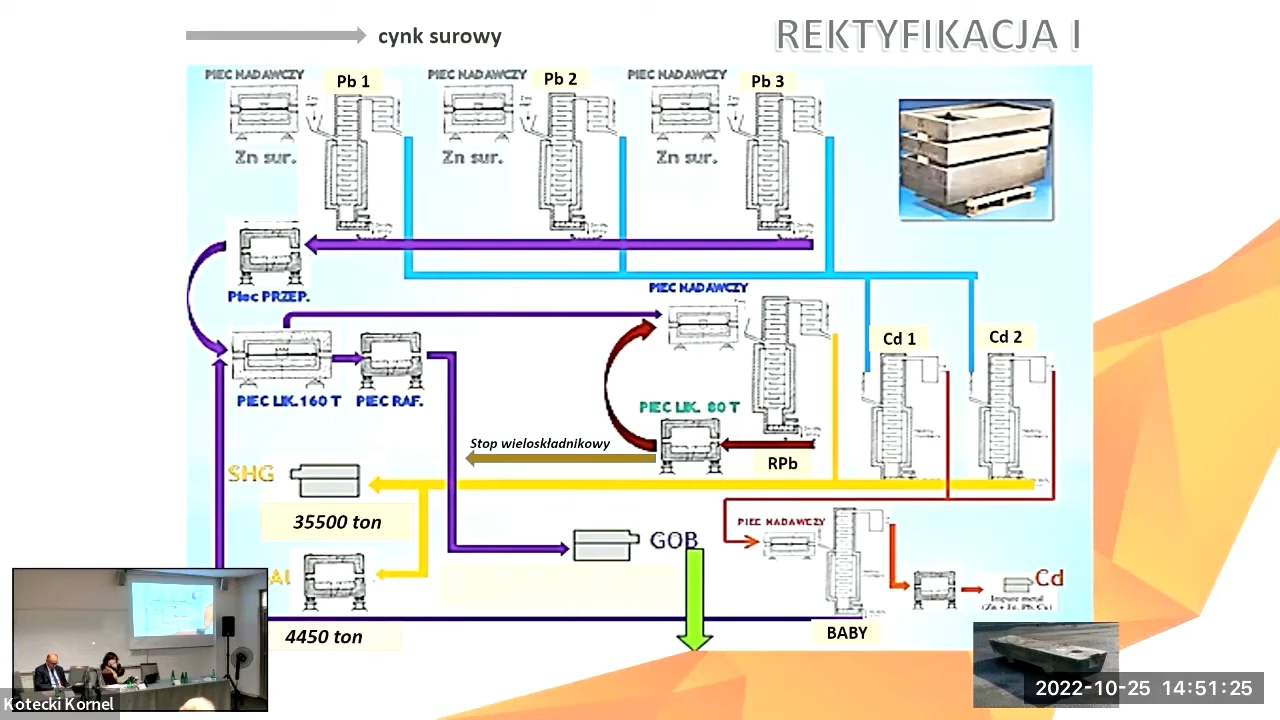 cynk surowy
REKTYFIKACJA I
PIEC NADAWCZY
Pb 1
PIEC NADAWCZY
Pb 2
PIEC NADAWCZY
Pb 3
Zn sur.
Zn sur.
Zn sur.
Piec PRZEP.
PIEC NADAWCZY
Cd 1
Cd 2
PIEC LIK. 160 T
PIEC RAF.
PIEC LIK. 80 T
Stop wieloskładnikowy
RPb
SHG
35500 ton
PIEC NADAWCZY
GOB
Cd
Impure metal
4450 ton
BABY
2022-10-25 14:51:25
Kotecki Kornel